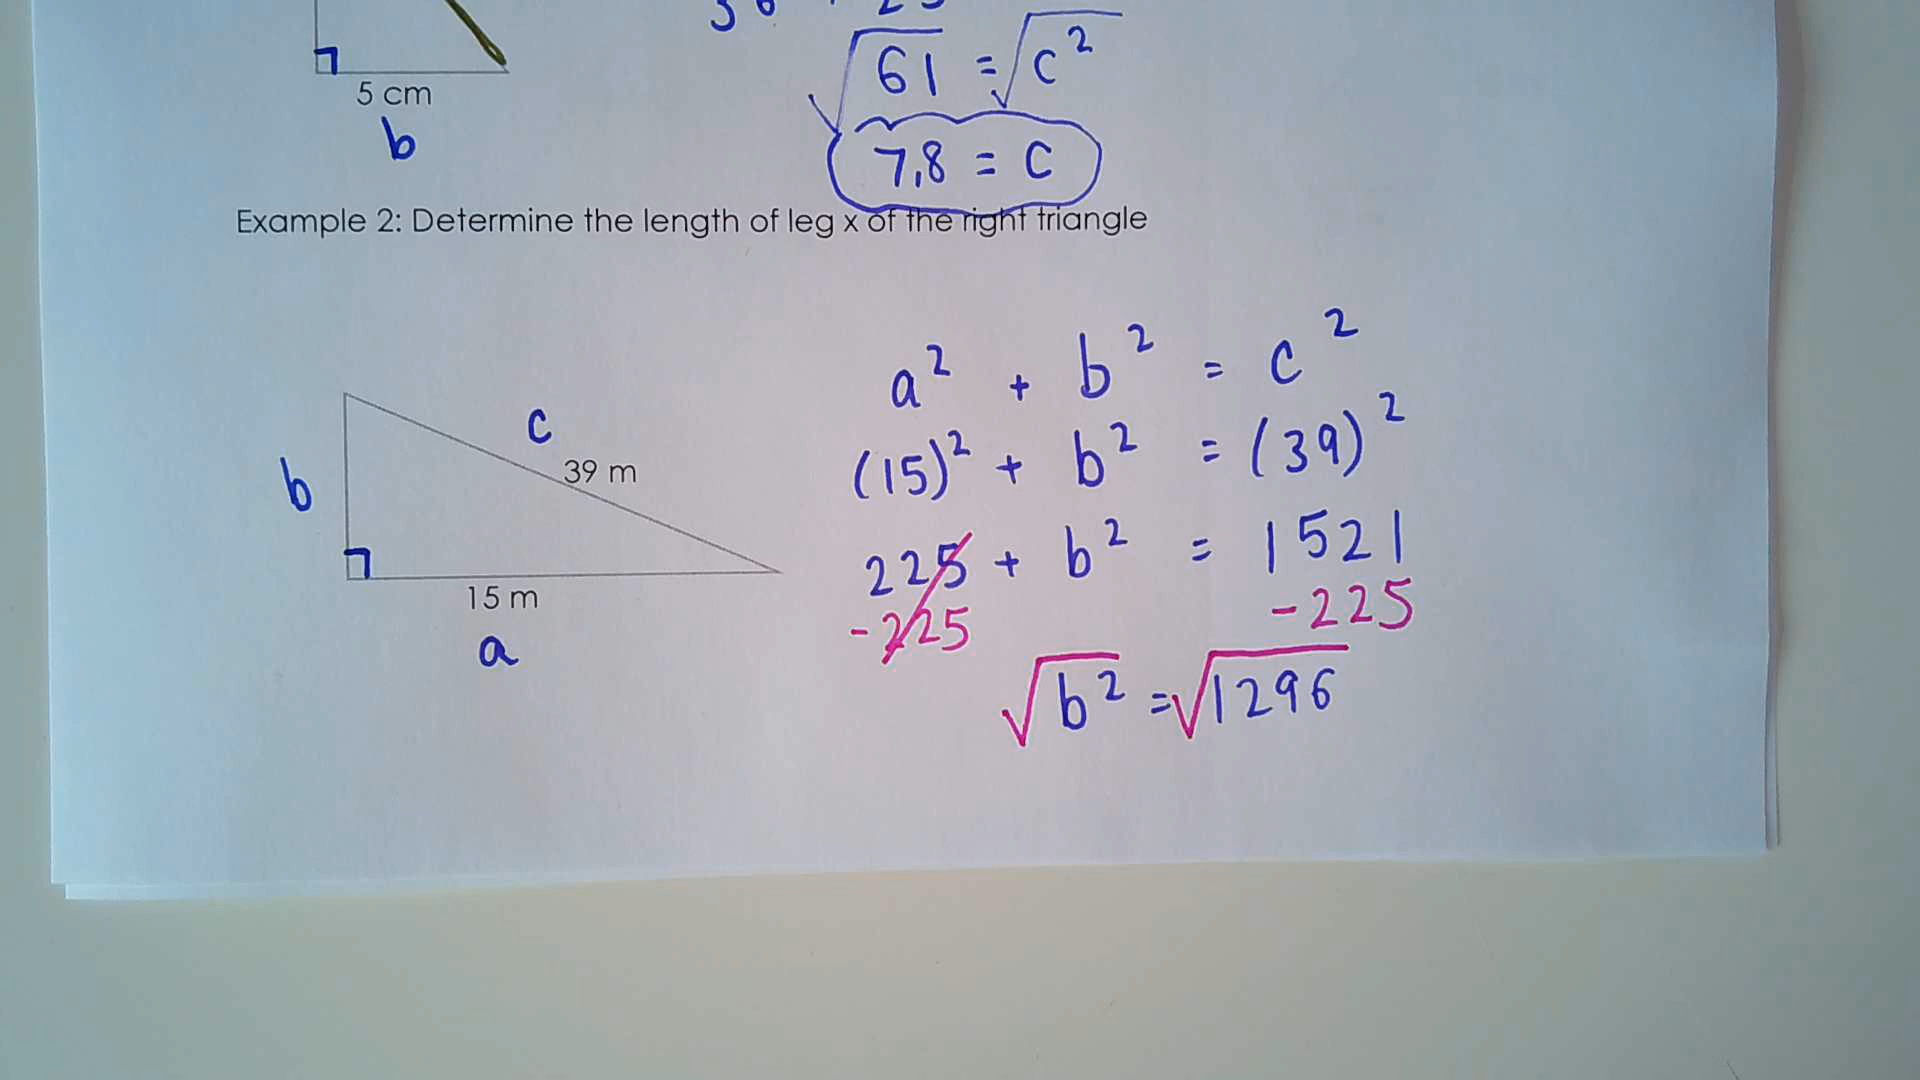 5 cm
b
√61 = √c²
7,8 = c
Example 2: Determine the length of leg x of the right triangle
a² + b² = c²
c
(15)² + b² = (39)²
39 m
b
225 + b² = 1521
15 m
-225 -225
a
√b² = √1296